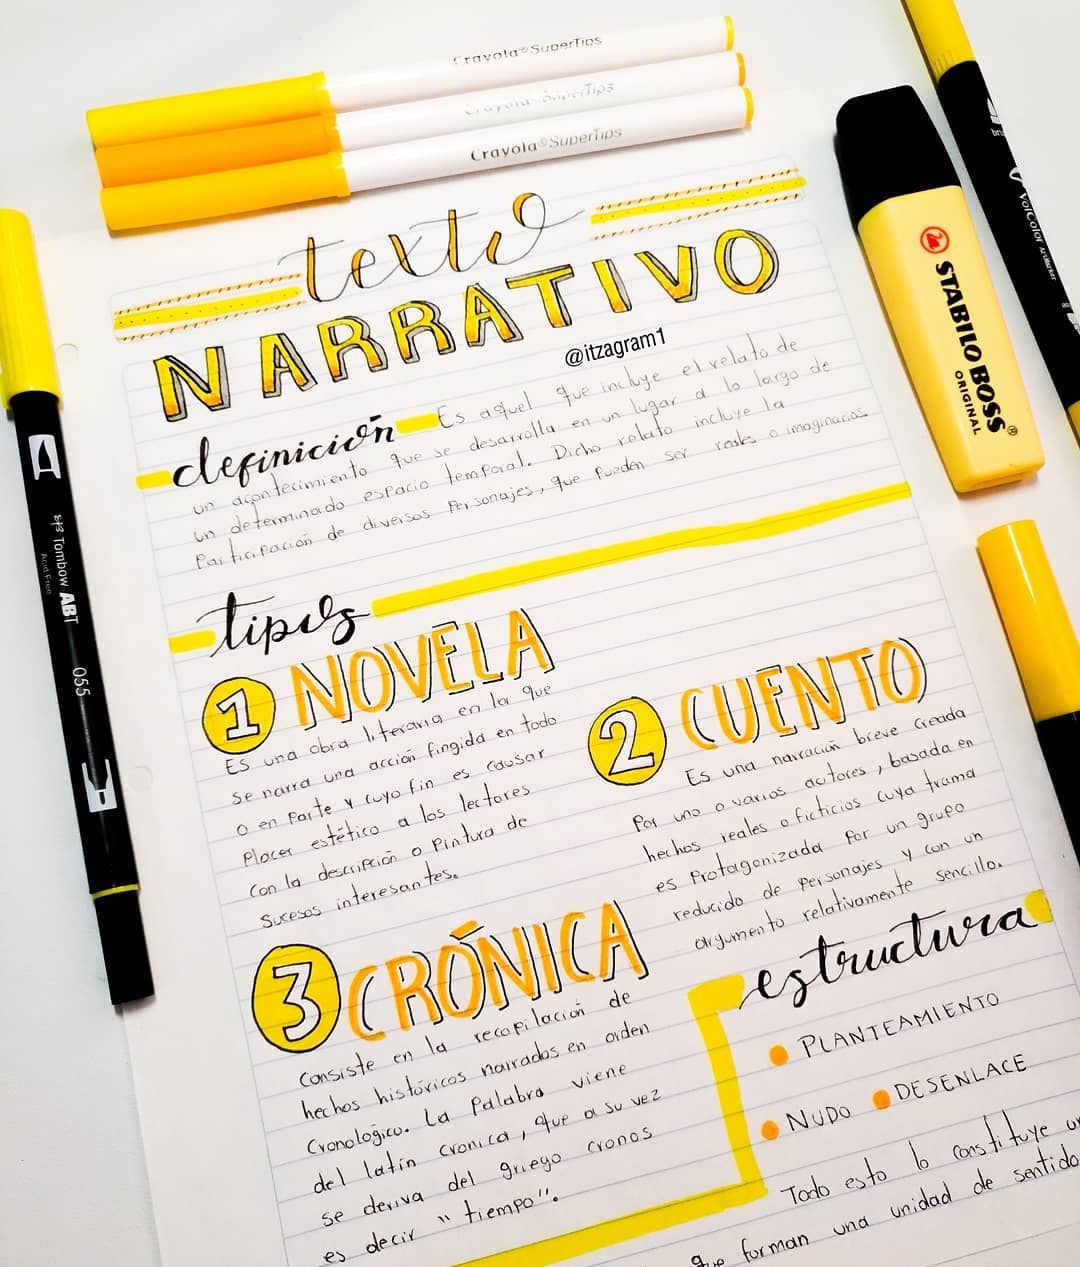 Crayola® SuperTips
Crayola® SuperTips
Crayola® SuperTips
texto
NARRATIVO
@itzagram1
definición Es aquel que incluye el relato de
un acontecimiento que se desarrolla en un lugar a lo largo de
un determinado espacio temporal. Dicho relato incluye la
Participación de diversos Personajes, que pueden ser reales o imaginarios.
tipos
1 NOVELA
Es una obra literaria en la que
se narra una acción fingida en todo
o en parte y cuyo fin es causar
Placer estético a los lectores
con la descripción o pintura de
sucesos interesantes.
2 CUENTO
Es una narración breve creada
Por uno o varios autores, basada en
hechos reales o ficticios cuya trama
es Protagonizada por un grupo
reducido de Personajes y con un
argumento relativamente sencillo.
3 CRÓNICA
Consiste en la recopilación de
hechos históricos narrados en orden
Cronológico. La Palabra viene
del latín cronica, que a su vez
se deriva del griego cronos
es decir "tiempo".
estructura
PLANTEAMIENTO
NUDO DESENLACE
Todo esto lo constituye
que forman una unidad de sentido
Tombow ABT
Acid Free
055
STABILO BOSS®
ORIGINAL
VolColor ArtMarker